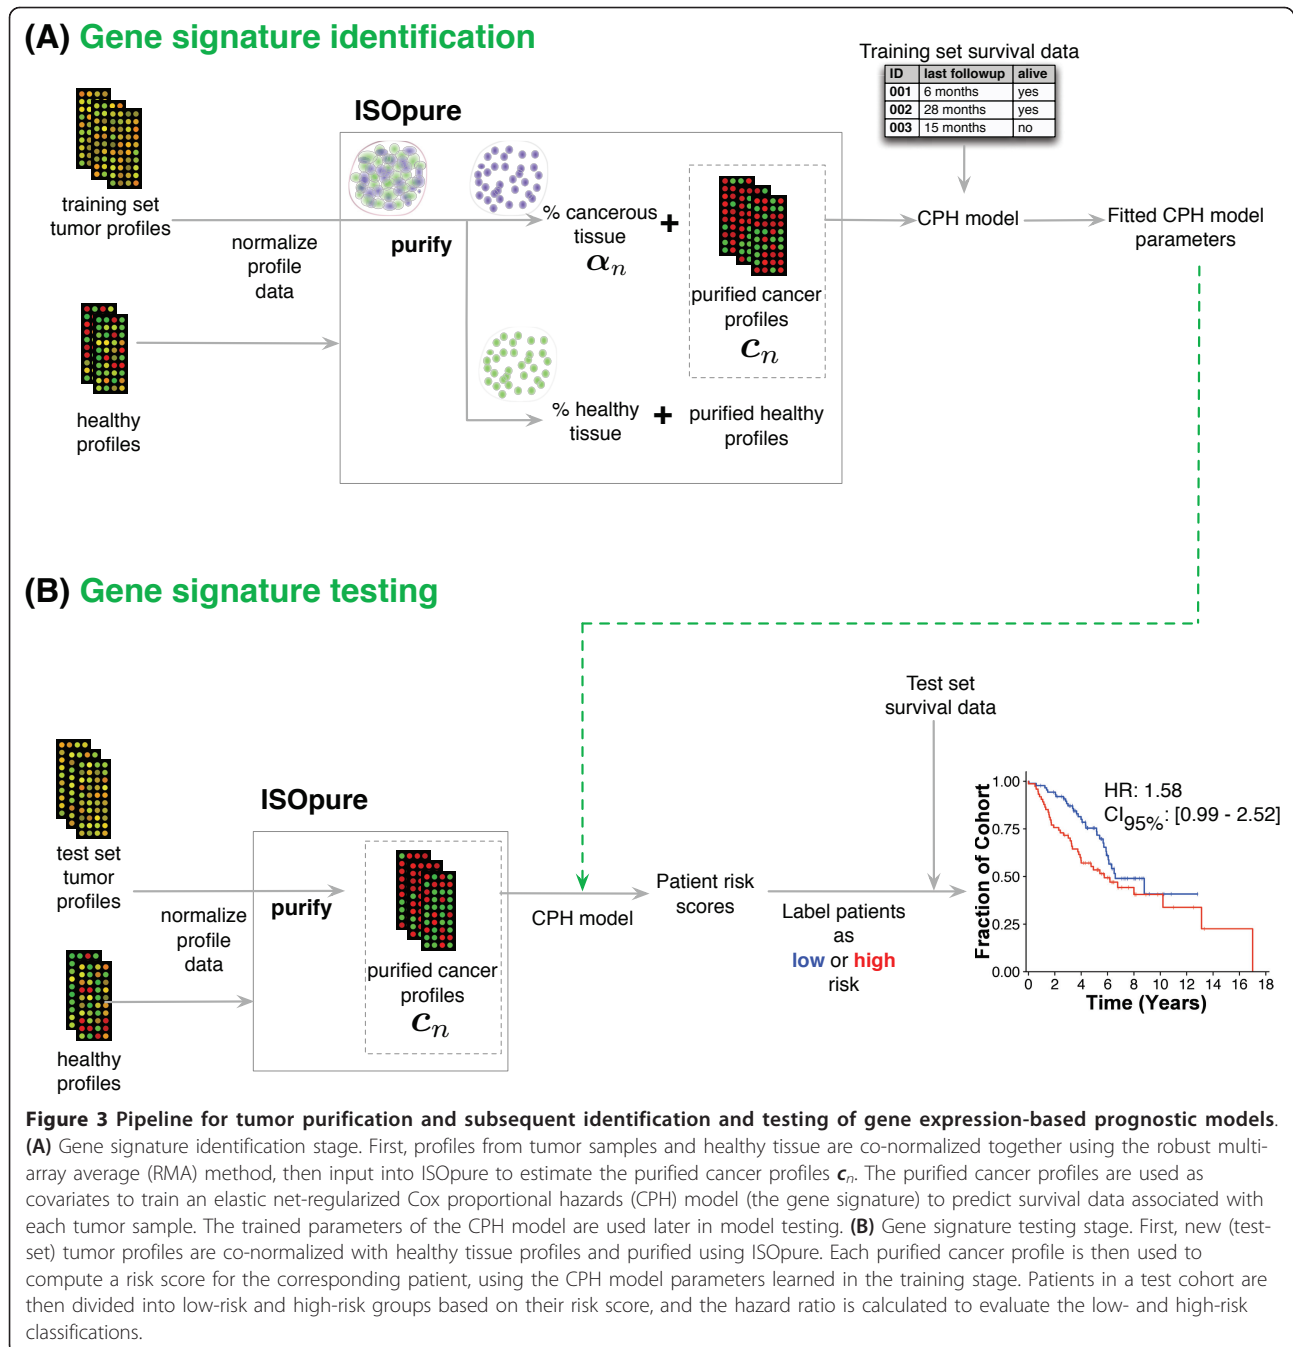 (A) Gene signature identification
Training set survival data
ID last followup alive
001 6 months yes
002 28 months yes
003 15 months no
ISOpure
training set
tumor profiles
normalize
profile
data
purify
% cancerous
tissue
αn
+
purified cancer
profiles
cn
CPH model
Fitted CPH model
parameters
healthy
profiles
% healthy
tissue
+
purified healthy
profiles
(B) Gene signature testing
Test set
survival data
ISOpure
test set
tumor
profiles
normalize
profile
data
purify
purified cancer
profiles
cn
CPH model
Patient risk
scores
Label patients
as
low or high
risk
healthy
profiles
HR: 1.58
CI95%: [0.99 - 2.52]
Fraction of Cohort
1.00
0.75
0.50
0.25
0.00
0 2 4 6 8 10 12 14 16 18
Time (Years)
Figure 3 Pipeline for tumor purification and subsequent identification and testing of gene expression-based prognostic models.
(A) Gene signature identification stage. First, profiles from tumor samples and healthy tissue are co-normalized together using the robust multi-
array average (RMA) method, then input into ISOpure to estimate the purified cancer profiles cn. The purified cancer profiles are used as
covariates to train an elastic net-regularized Cox proportional hazards (CPH) model (the gene signature) to predict survival data associated with
each tumor sample. The trained parameters of the CPH model are used later in model testing. (B) Gene signature testing stage. First, new (test-
set) tumor profiles are co-normalized with healthy tissue profiles and purified using ISOpure. Each purified cancer profile is then used to
compute a risk score for the corresponding patient, using the CPH model parameters learned in the training stage. Patients in a test cohort are
then divided into low-risk and high-risk groups based on their risk score, and the hazard ratio is calculated to evaluate the low- and high-risk
classifications.